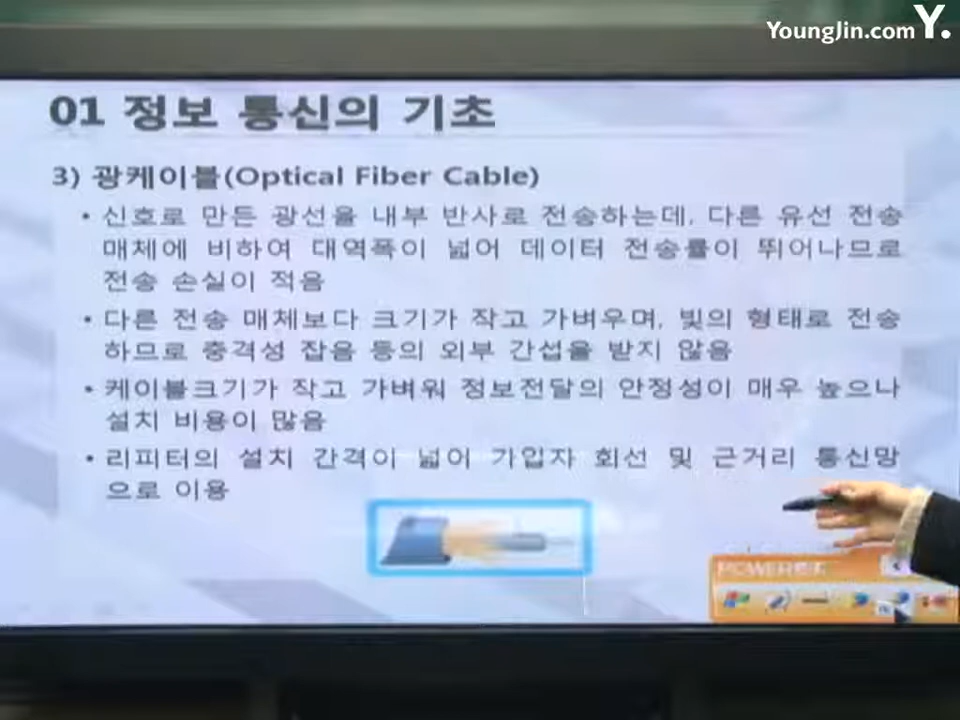 YoungJin.com Y.
01 정보 통신의 기초
3) 광케이블(Optical Fiber Cable)
• 신호로 만든 광선을 내부 반사로 전송하는데, 다른 유선 전송
매체에 비하여 대역폭이 넓어 데이터 전송률이 뛰어나므로
전송 손실이 적음
• 다른 전송 매체보다 크기가 작고 가벼우며, 빛의 형태로 전송
하므로 충격성 잡음 등의 외부 간섭을 받지 않음
• 케이블크기가 작고 가벼워 정보전달의 안정성이 매우 높으나
설치 비용이 많음
• 리피터의 설치 간격이 넓어 가입자 회선 및 근거리 통신망
으로 이용